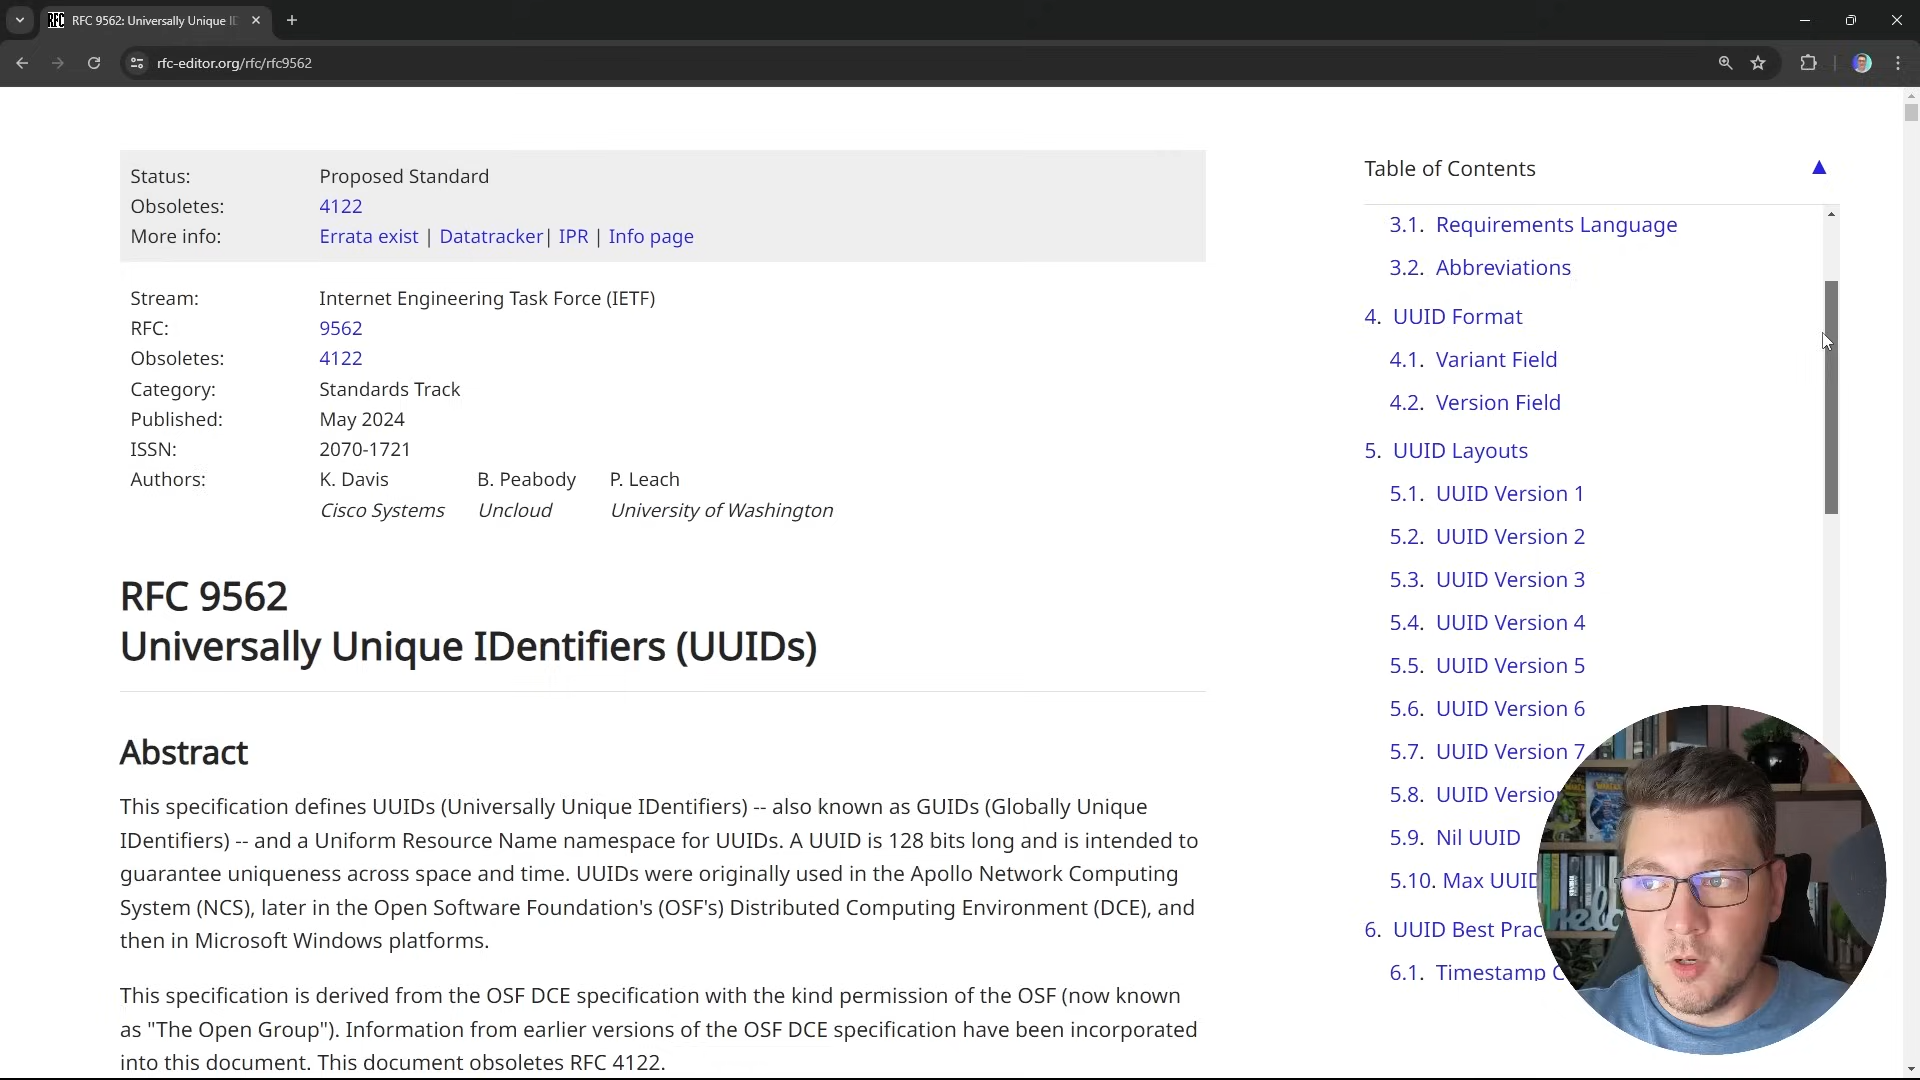 RFC 9562: Universally Unique ID
rfc-editor.org/rfc/rfc9562
Status: Proposed Standard
Obsoletes: 4122
More info: Errata exist | Datatracker| IPR | Info page
Stream: Internet Engineering Task Force (IETF)
RFC: 9562
Obsoletes: 4122
Category: Standards Track
Published: May 2024
ISSN: 2070-1721
Authors: K. Davis B. Peabody P. Leach
Cisco Systems Uncloud University of Washington
RFC 9562
Universally Unique IDentifiers (UUIDs)
Abstract
This specification defines UUIDs (Universally Unique IDentifiers) -- also known as GUIDs (Globally Unique
IDentifiers) -- and a Uniform Resource Name namespace for UUIDs. A UUID is 128 bits long and is intended to
guarantee uniqueness across space and time. UUIDs were originally used in the Apollo Network Computing
System (NCS), later in the Open Software Foundation's (OSF's) Distributed Computing Environment (DCE), and
then in Microsoft Windows platforms.
This specification is derived from the OSF DCE specification with the kind permission of the OSF (now known
as "The Open Group"). Information from earlier versions of the OSF DCE specification have been incorporated
into this document. This document obsoletes RFC 4122.
Table of Contents ▲
3.1. Requirements Language
3.2. Abbreviations
4. UUID Format
4.1. Variant Field
4.2. Version Field
5. UUID Layouts
5.1. UUID Version 1
5.2. UUID Version 2
5.3. UUID Version 3
5.4. UUID Version 4
5.5. UUID Version 5
5.6. UUID Version 6
5.7. UUID Version 7
5.8. UUID Versio
5.9. Nil UUID
5.10. Max UUID
6. UUID Best Prac
6.1. Timestamp